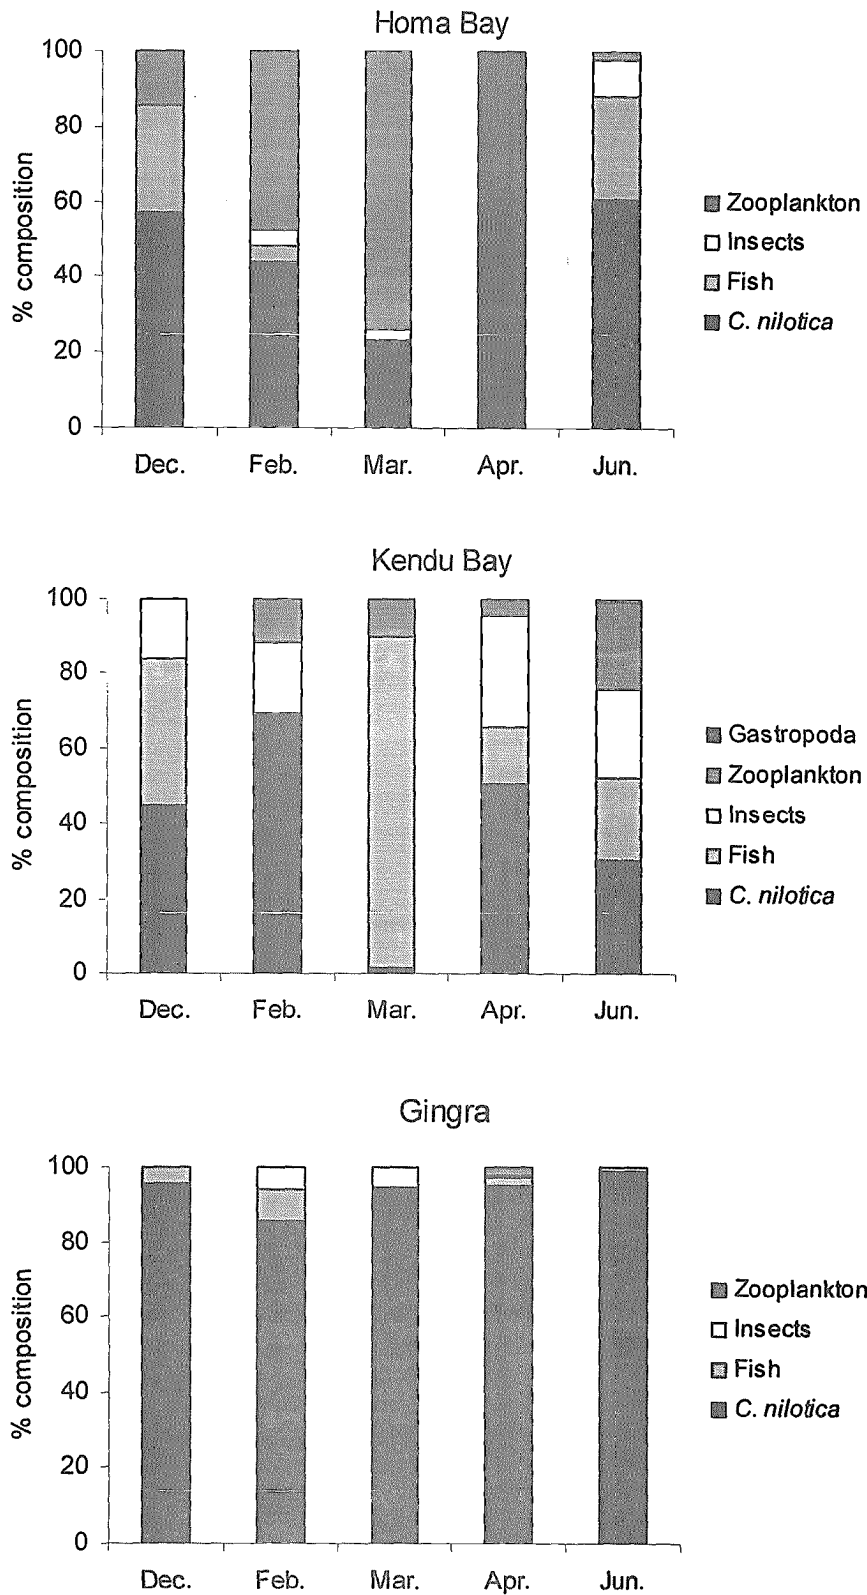 Homa Bay
100
80
60
40
20
0
% composition
Dec. Feb. Mar. Apr. Jun.
Zooplankton
Insects
Fish
C. nilotica
Kendu Bay
100
80
60
40
20
0
% composition
Dec. Feb. Mar. Apr. Jun.
Gastropoda
Zooplankton
Insects
Fish
C. nilotica
Gingra
100
80
60
40
20
0
% composition
Dec. Feb. Mar. Apr. Jun.
Zooplankton
Insects
Fish
C. nilotica